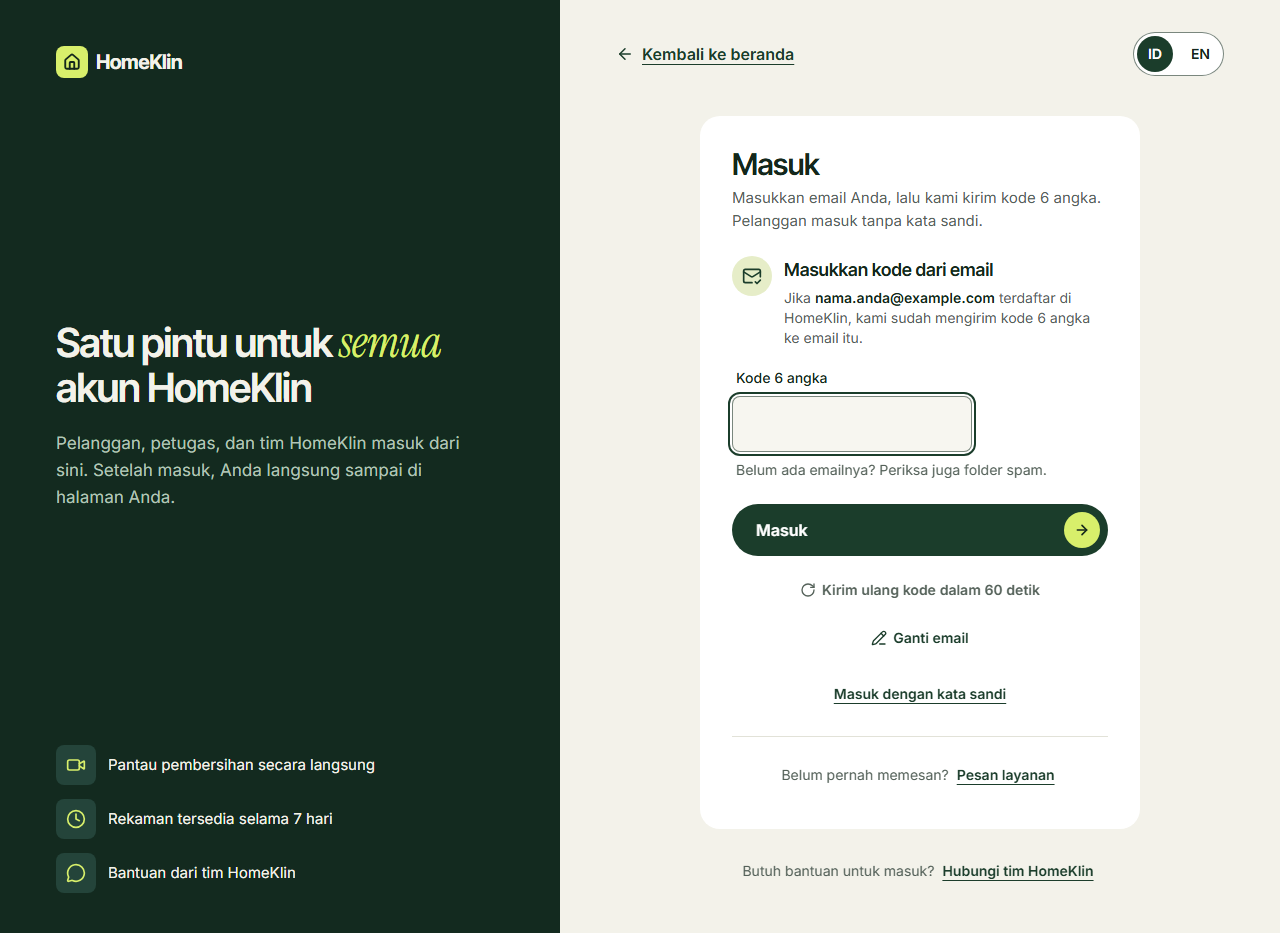 HomeKlin
Satu pintu untuk semua
akun HomeKlin
Pelanggan, petugas, dan tim HomeKlin masuk dari
sini. Setelah masuk, Anda langsung sampai di
halaman Anda.
Pantau pembersihan secara langsung
Rekaman tersedia selama 7 hari
Bantuan dari tim HomeKlin
Kembali ke beranda
ID EN
Masuk
Masukkan email Anda, lalu kami kirim kode 6 angka.
Pelanggan masuk tanpa kata sandi.
Masukkan kode dari email
Jika nama.anda@example.com terdaftar di
HomeKlin, kami sudah mengirim kode 6 angka
ke email itu.
Kode 6 angka
Belum ada emailnya? Periksa juga folder spam.
Masuk
Kirim ulang kode dalam 60 detik
Ganti email
Masuk dengan kata sandi
Belum pernah memesan? Pesan layanan
Butuh bantuan untuk masuk? Hubungi tim HomeKlin